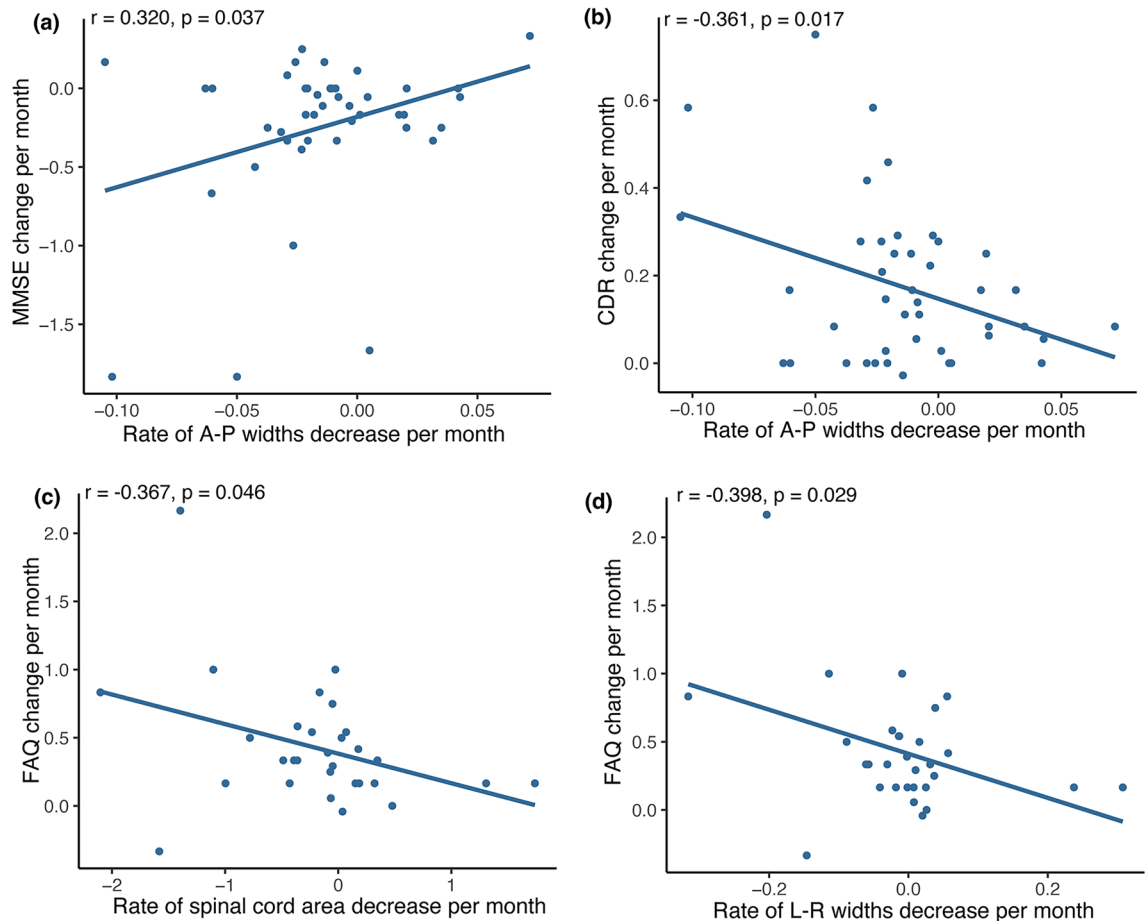 (a)
r = 0.320, p = 0.037
MMSE change per month
0.0
−0.5
−1.0
−1.5
−0.10
−0.05
0.00
0.05
Rate of A-P widths decrease per month
(b)
r = -0.361, p = 0.017
CDR change per month
0.6
0.4
0.2
0.0
−0.10
−0.05
0.00
0.05
Rate of A-P widths decrease per month
(c)
r = -0.367, p = 0.046
FAQ change per month
2.0
1.5
1.0
0.5
0.0
−2
−1
0
1
Rate of spinal cord area decrease per month
(d)
r = -0.398, p = 0.029
FAQ change per month
2.0
1.5
1.0
0.5
0.0
−0.2
0.0
0.2
Rate of L-R widths decrease per month